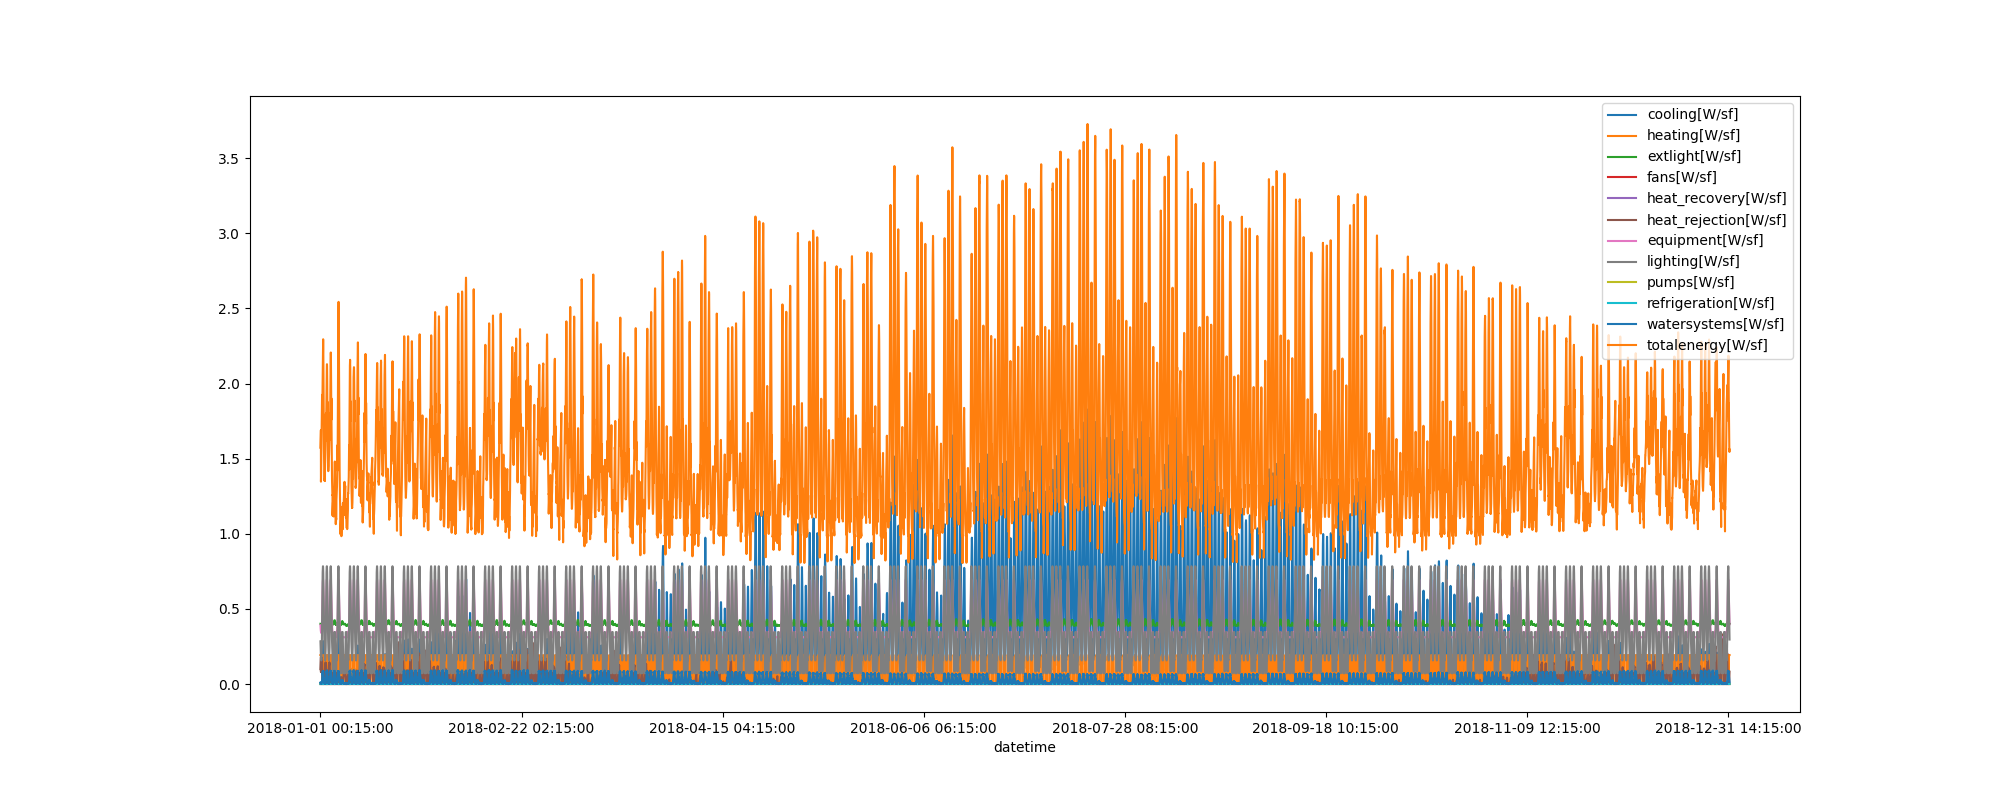 cooling[W/sf]
heating[W/sf]
extlight[W/sf]
fans[W/sf]
heat_recovery[W/sf]
heat_rejection[W/sf]
equipment[W/sf]
lighting[W/sf]
pumps[W/sf]
refrigeration[W/sf]
watersystems[W/sf]
totalenergy[W/sf]
3.5
3.0
2.5
2.0
1.5
1.0
0.5
0.0
2018-01-01 00:15:00 2018-02-22 02:15:00 2018-04-15 04:15:00 2018-06-06 06:15:00 2018-07-28 08:15:00 2018-09-18 10:15:00 2018-11-09 12:15:00 2018-12-31 14:15:00
datetime